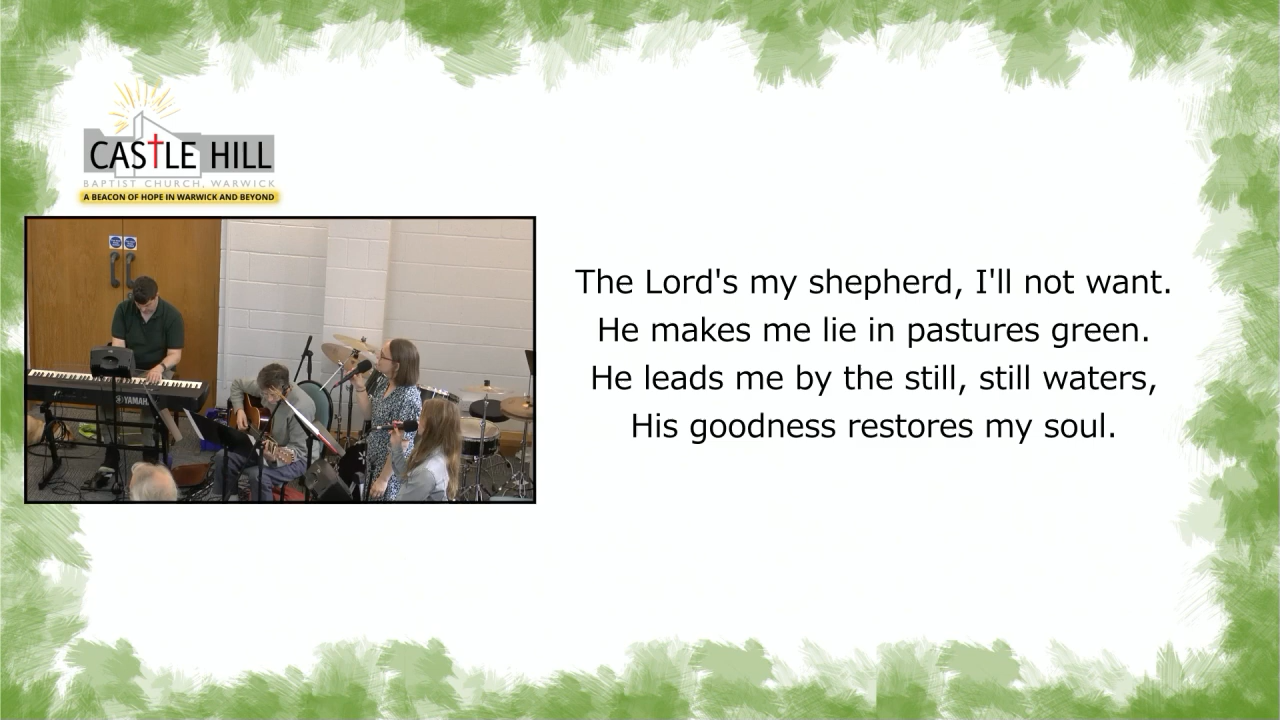 CASTLE HILL
BAPTIST CHURCH, WARWICK
A BEACON OF HOPE IN WARWICK AND BEYOND
YAMAHA
The Lord's my shepherd, I'll not want.
He makes me lie in pastures green.
He leads me by the still, still waters,
His goodness restores my soul.